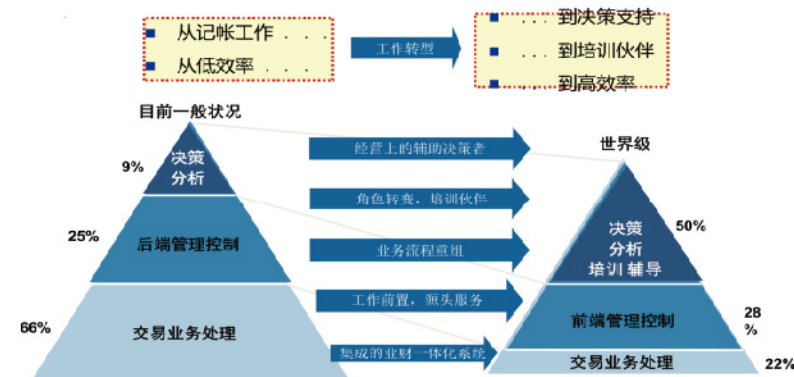 从记帐工作 . . .
从低效率 . . . .
工作转型
... 到决策支持
... 到培训伙伴
... 到高效率
目前一般状况
世界级
9%
决策
分析
25%
后端管理控制
66%
交易业务处理
经营上的辅助决策者
角色转变，培训伙伴
业务流程重组
工作前置，源头服务
集成的业财一体化系统
决策
分析
培训 辅导
50%
前端管理控制
28
%
交易业务处理
22%